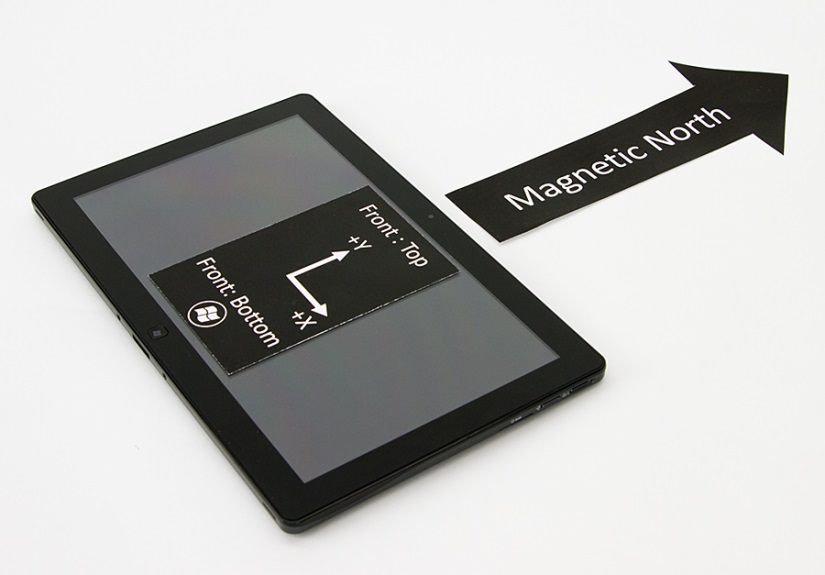 Magnetic North
Front : Top
+Y
+X
Front: Bottom